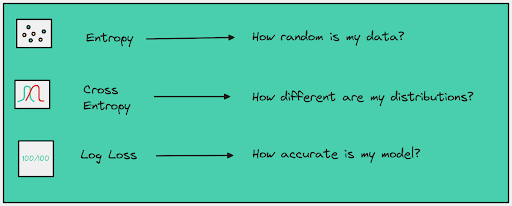 Entropy
How random is my data?
Cross
Entropy
How different are my distributions?
100/100
Log Loss
How accurate is my model?